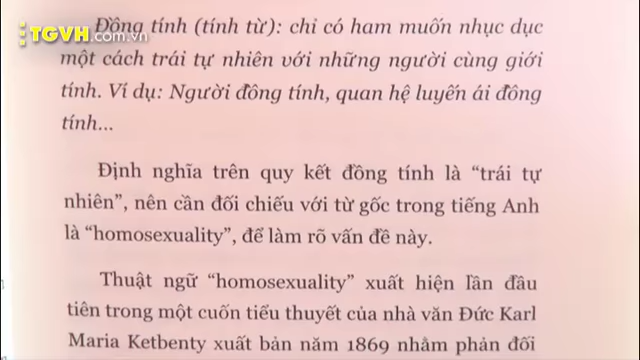 TGVH.com.vn
Đồng tính (tính từ): chỉ có ham muốn nhục dục
một cách trái tự nhiên với những người cùng giới
tính. Ví dụ: Người đồng tính, quan hệ luyến ái đồng
tính...
Định nghĩa trên quy kết đồng tính là “trái tự
nhiên”, nên cần đối chiếu với từ gốc trong tiếng Anh
là “homosexuality”, để làm rõ vấn đề này.
Thuật ngữ “homosexuality” xuất hiện lần đầu
tiên trong một cuốn tiểu thuyết của nhà văn Đức Karl
Maria Ketbenty xuất bản năm 1869 nhằm phản đối